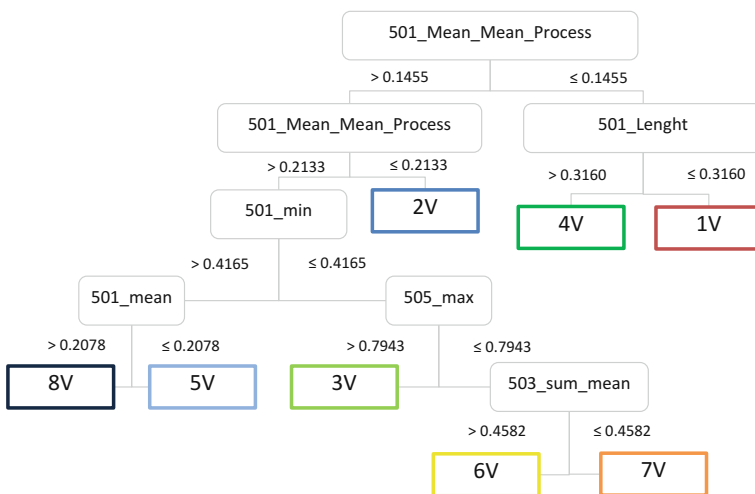 501_Mean_Mean_Process
> 0.1455
≤ 0.1455
501_Mean_Mean_Process
501_Lenght
> 0.2133
≤ 0.2133
> 0.3160
≤ 0.3160
501_min
2V
4V
1V
> 0.4165
≤ 0.4165
501_mean
505_max
> 0.2078
≤ 0.2078
> 0.7943
≤ 0.7943
8V
5V
3V
503_sum_mean
> 0.4582
≤ 0.4582
6V
7V